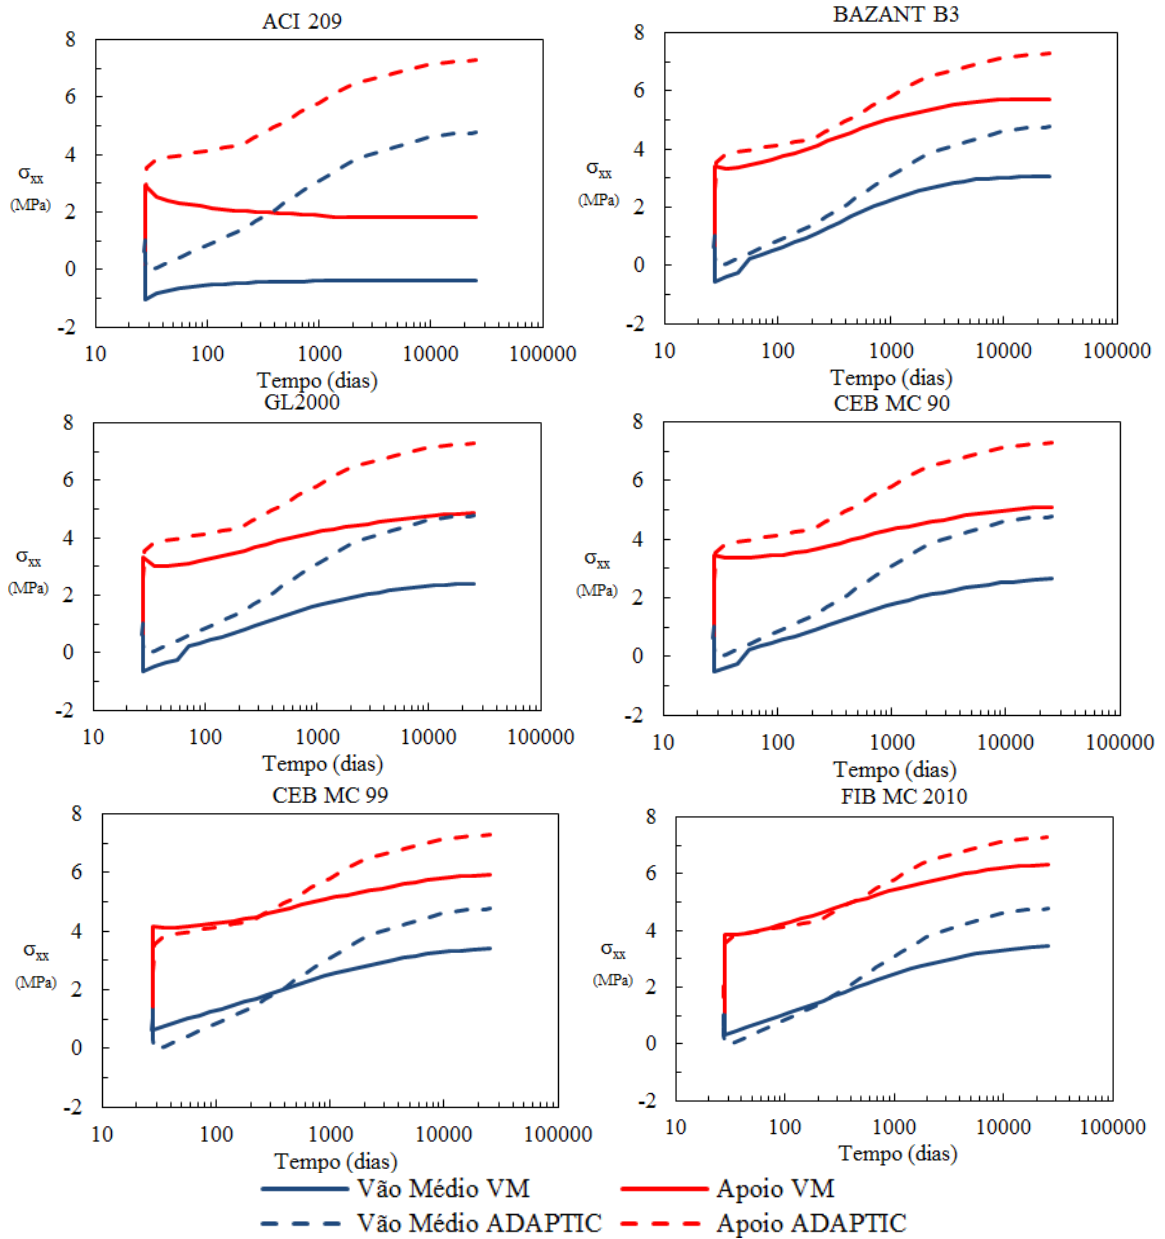 ACI 209
8
6
4
σxx
(MPa)
2
0
-2
10 100 1000 10000 100000
Tempo (dias)
BAZANT B3
8
6
4
σxx
(MPa)
2
0
-2
10 100 1000 10000 100000
Tempo (dias)
GL2000
8
6
4
σxx
(MPa)
2
0
-2
10 100 1000 10000 100000
Tempo (dias)
CEB MC 90
8
6
4
σxx
(MPa)
2
0
-2
10 100 1000 10000 100000
Tempo (dias)
CEB MC 99
8
6
4
σxx
(MPa)
2
0
-2
10 100 1000 10000 100000
Tempo (dias)
FIB MC 2010
8
6
4
σxx
(MPa)
2
0
-2
10 100 1000 10000 100000
Tempo (dias)
Vão Médio VM Apoio VM
Vão Médio ADAPTIC Apoio ADAPTIC